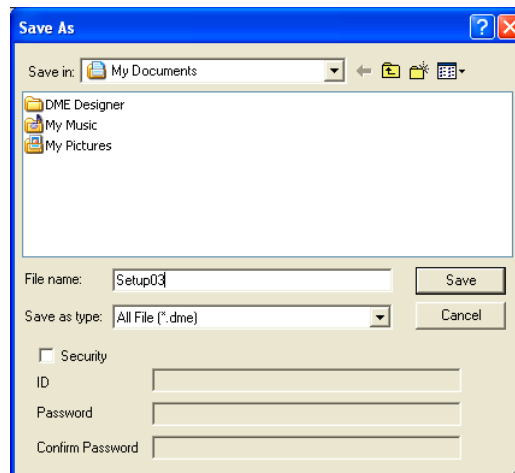 Save As
Save in: My Documents
DME Designer
My Music
My Pictures
File name: Setup03 Save
Save as type: All File (*.dme) Cancel
Security
ID
Password
Confirm Password